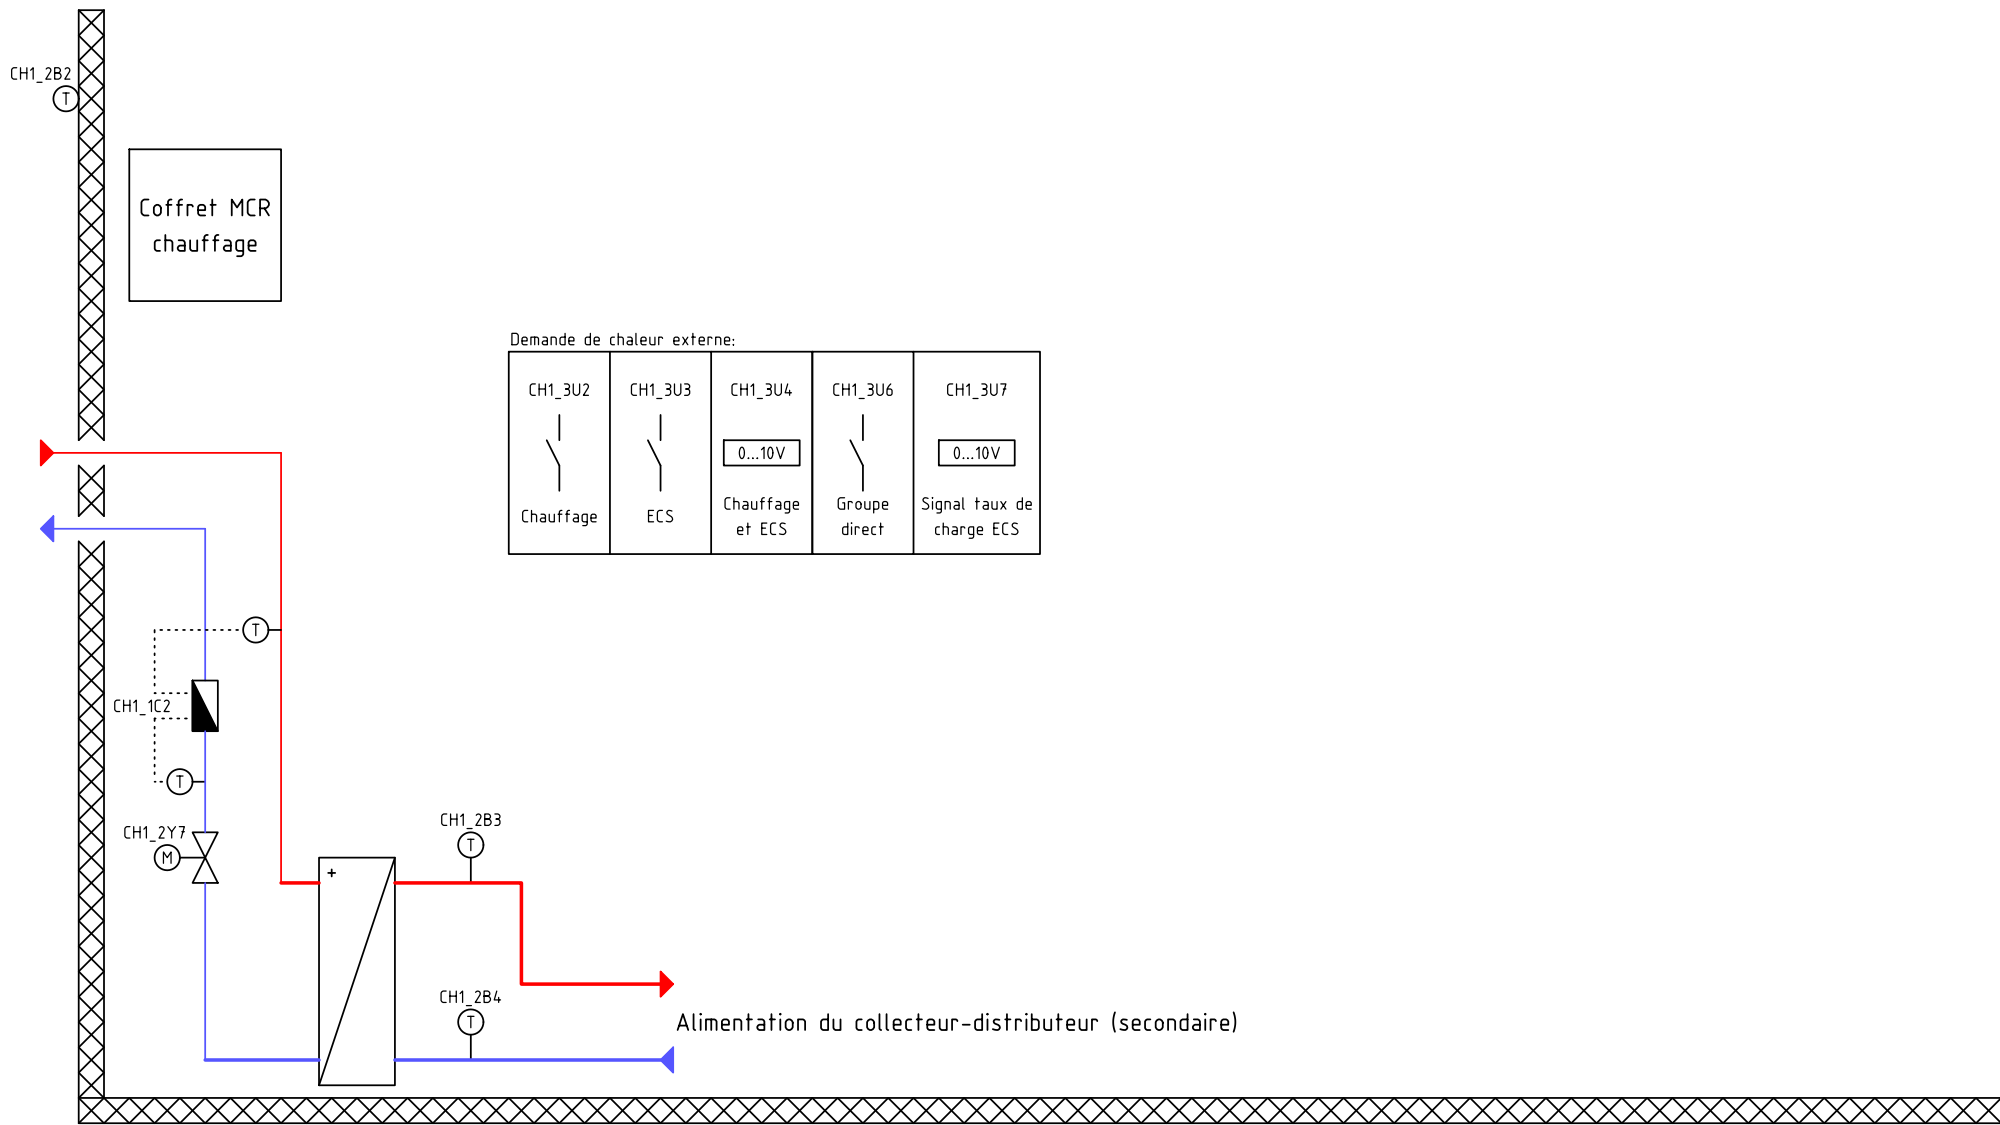 CH1_2B2
T
Coffret MCR
chauffage
Demande de chaleur externe:
CH1_3U2 CH1_3U3 CH1_3U4 CH1_3U6 CH1_3U7
0...10V 0...10V
Chauffage ECS Chauffage et ECS Groupe direct Signal taux de charge ECS
T
CH1_1C2
T
CH1_2Y7
M
+
CH1_2B3
T
CH1_2B4
T
Alimentation du collecteur-distributeur (secondaire)